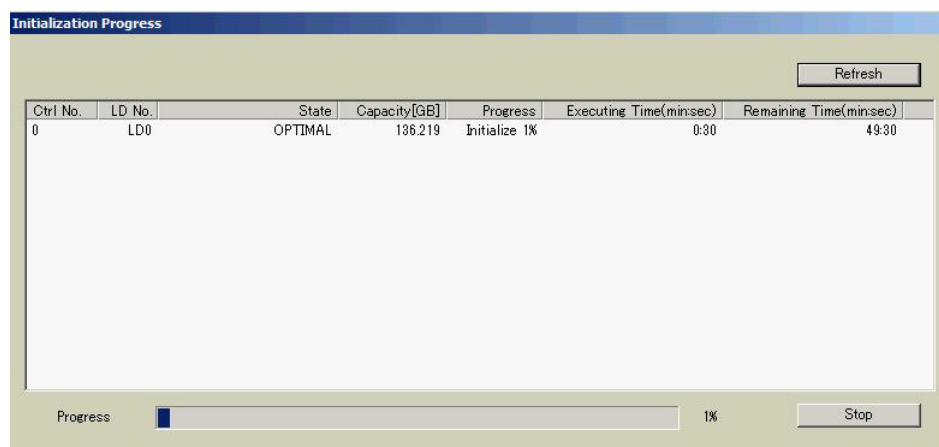 Initialization Progress
Refresh
Ctrl No. LD No. State Capacity[GB] Progress Executing Time(min:sec) Remaining Time(min:sec)
0 LD0 OPTIMAL 136.219 Initialize 1% 0:30 49:30
Progress 1% Stop